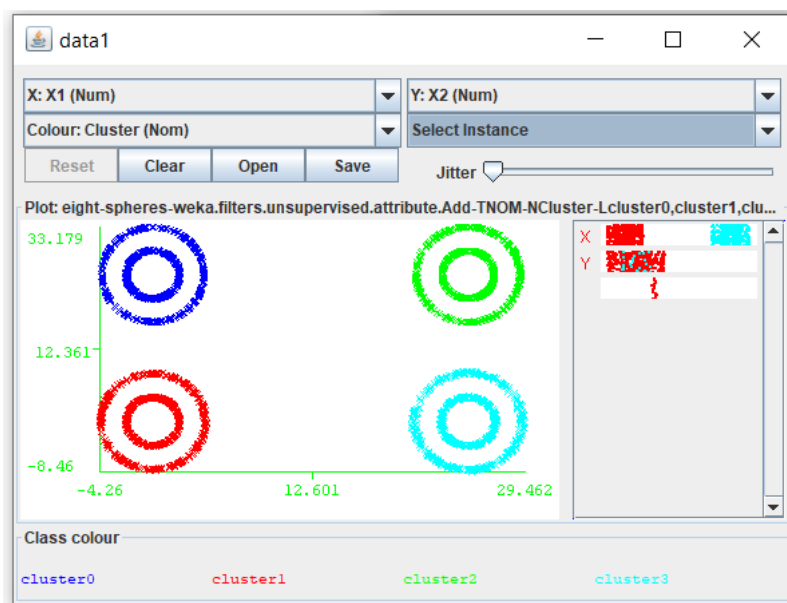 data1
X: X1 (Num) Y: X2 (Num)
Colour: Cluster (Nom) Select Instance
Reset Clear Open Save Jitter
Plot: eight-spheres-weka.filters.unsupervised.attribute.Add-TNOM-NCluster-Lcluster0,cluster1,clu...
33.179
12.361
-8.46
-4.26 12.601 29.462
X
Y
Class colour
cluster0 cluster1 cluster2 cluster3